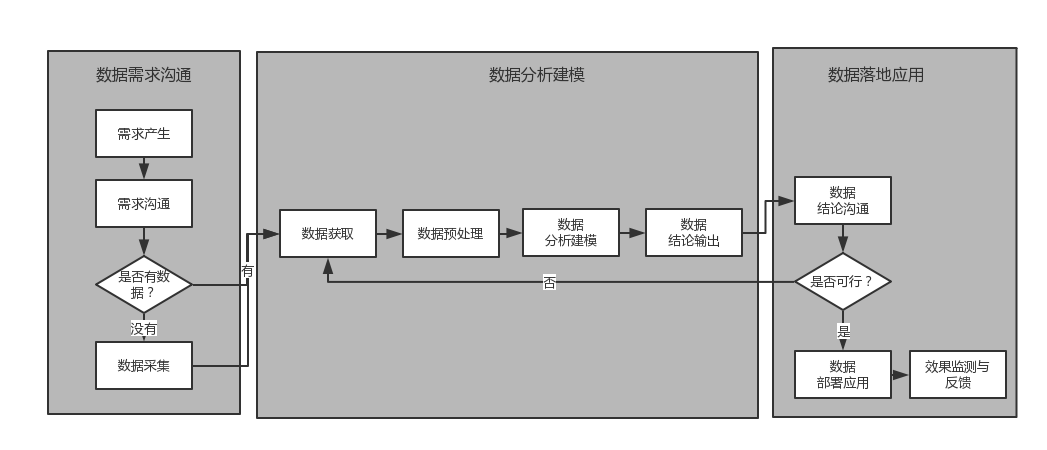 数据需求沟通
需求产生
需求沟通
是否有数
据？
没有
数据采集
有
数据分析建模
数据获取
数据预处理
数据
分析建模
数据
结论输出
否
数据落地应用
数据
结论沟通
是否可行？
是
数据
部署应用
效果监测与
反馈